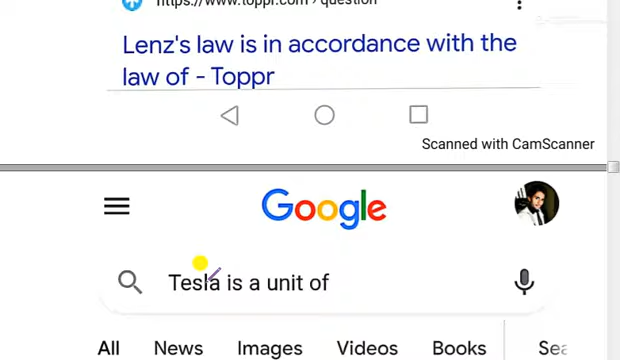 https://www.toppr.com › question
Lenz's law is in accordance with the
law of - Toppr
Scanned with CamScanner
Google
Tesla is a unit of
All News Images Videos Books